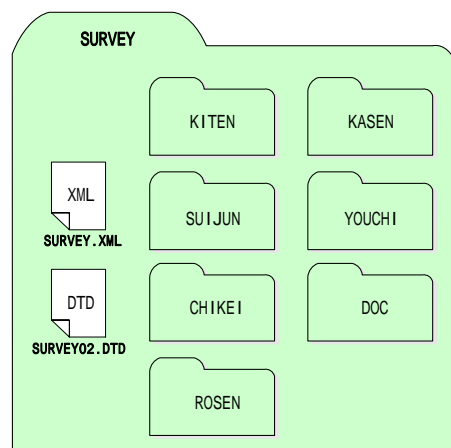 SURVEY
KITEN
KASEN
XML
SURVEY.XML
SUIJUN
YOUCHI
DTD
SURVEY02.DTD
CHIKEI
DOC
ROSEN